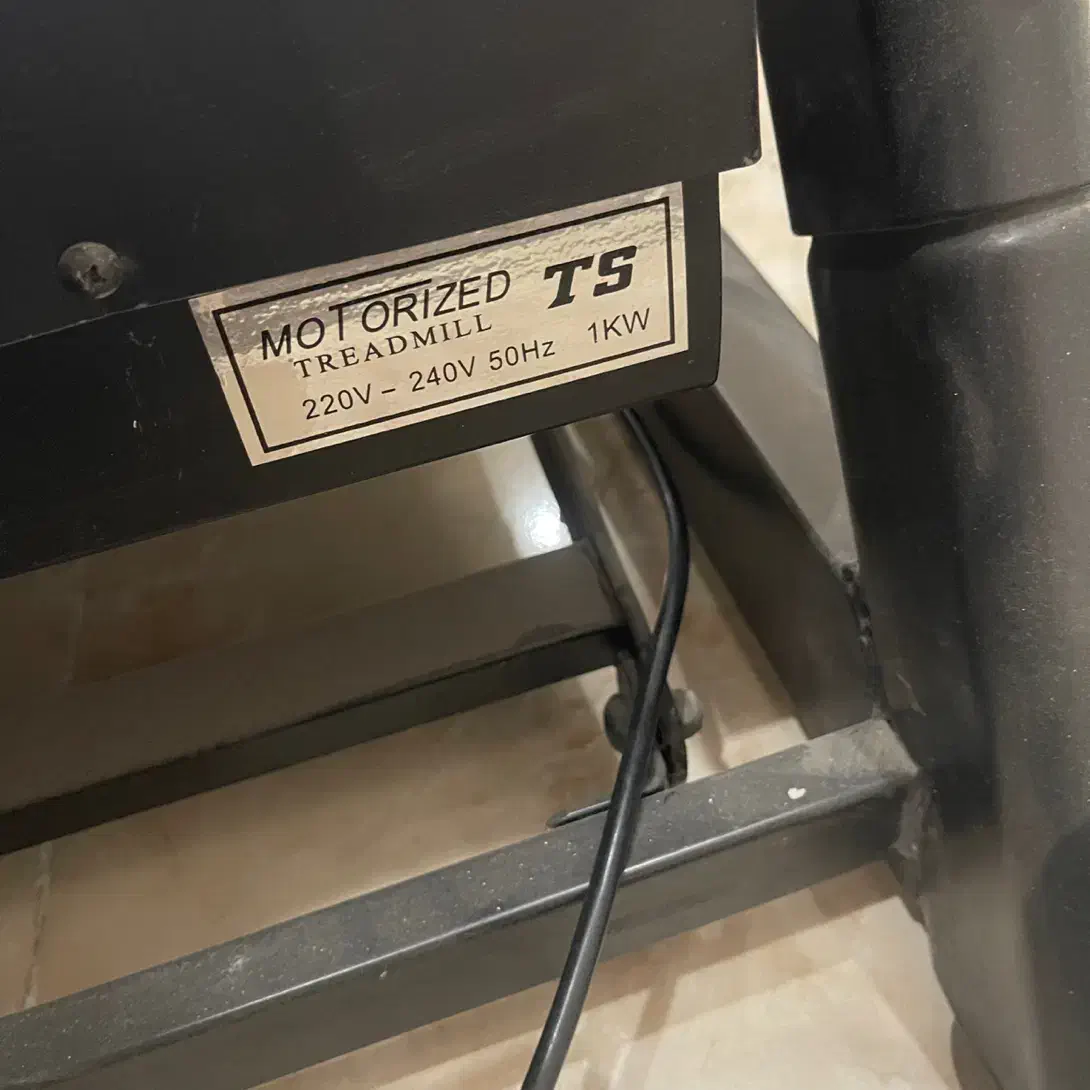 MOTORIZED TS
TREADMILL
220V – 240V 50Hz 1KW